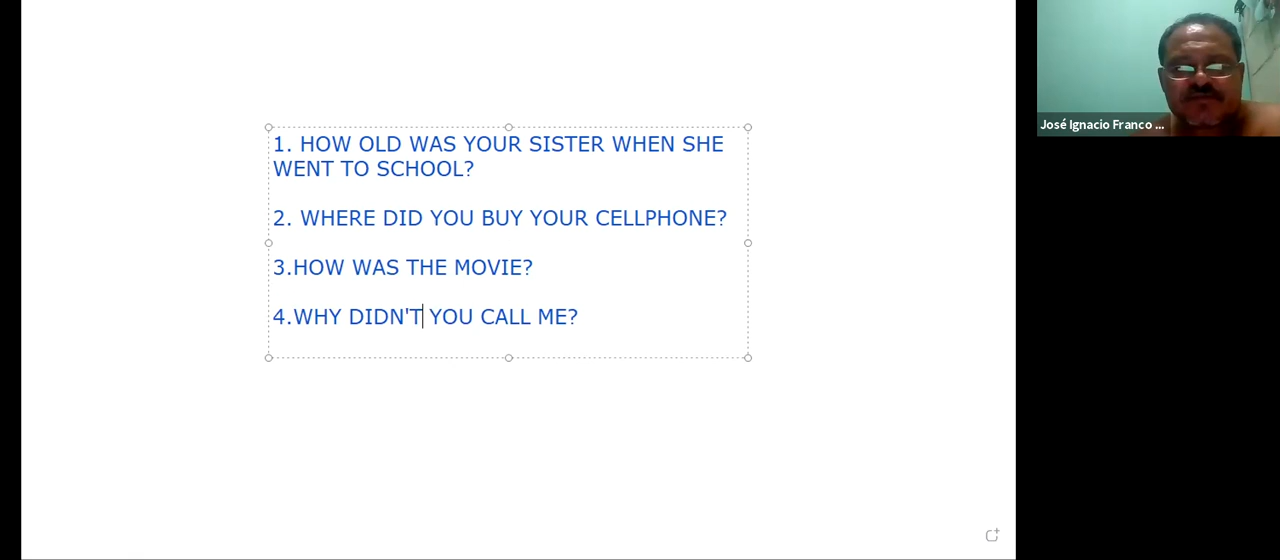 1. HOW OLD WAS YOUR SISTER WHEN SHE
WENT TO SCHOOL?
2. WHERE DID YOU BUY YOUR CELLPHONE?
3.HOW WAS THE MOVIE?
4.WHY DIDN'T YOU CALL ME?
José Ignacio Franco ...